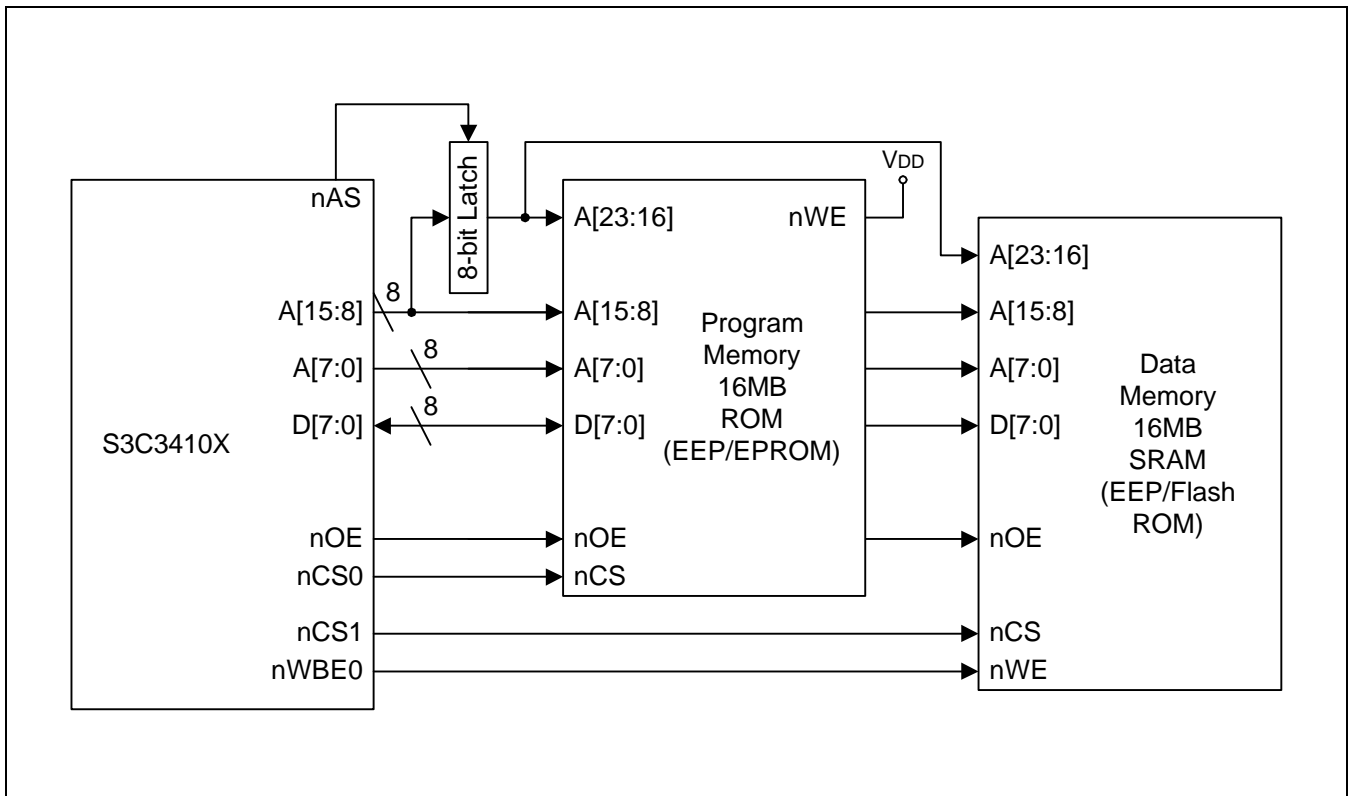 nAS
8-bit Latch
VDD
A[23:16]
nWE
A[23:16]
8
A[15:8]
A[15:8]
A[15:8]
8
A[7:0]
A[7:0]
A[7:0]
8
D[7:0]
D[7:0]
D[7:0]
S3C3410X
Program
Memory
16MB
ROM
(EEP/EPROM)
Data
Memory
16MB
SRAM
(EEP/Flash
ROM)
nOE
nOE
nOE
nCS0
nCS
nCS1
nCS
nWBE0
nWE